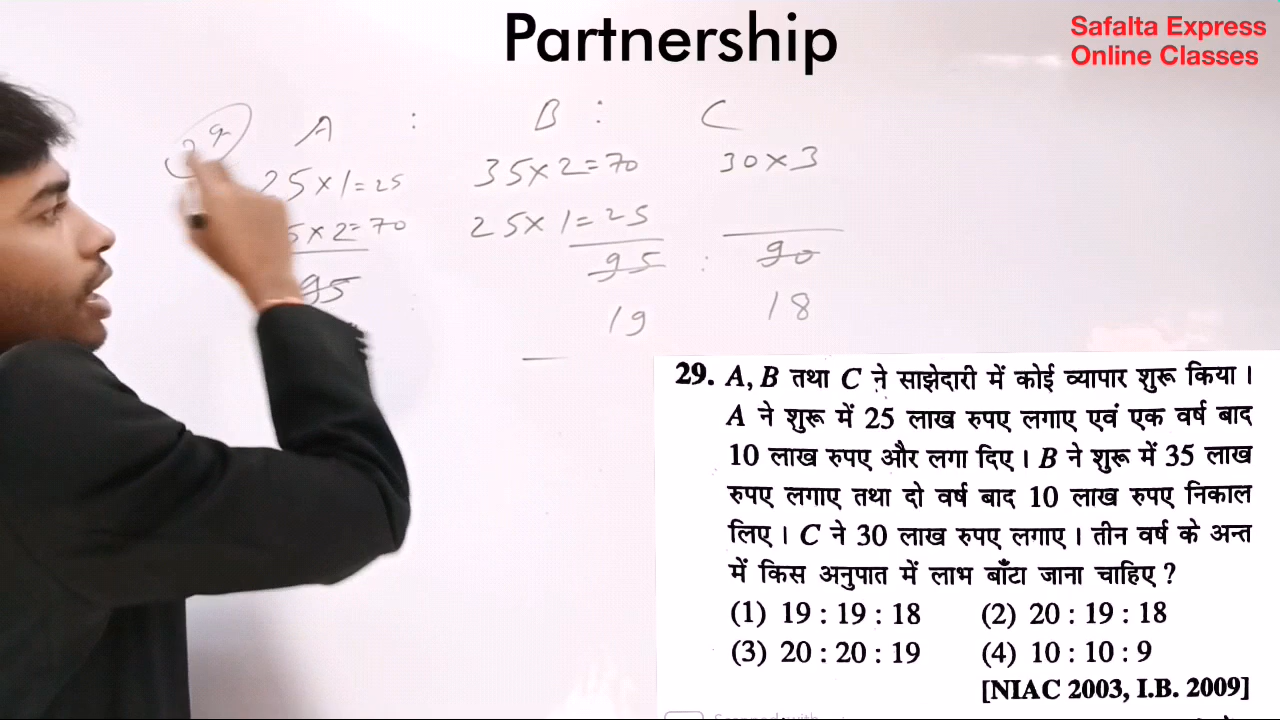 Partnership
Safalta Express
Online Classes
A : B : C
25×1=25 35×2=70 30×3
5×2=70 25×1=25
95 95 : 90
19 18
29. A, B तथा C ने साझेदारी में कोई व्यापार शुरू किया।
A ने शुरू में 25 लाख रुपए लगाए एवं एक वर्ष बाद
10 लाख रुपए और लगा दिए। B ने शुरू में 35 लाख
रुपए लगाए तथा दो वर्ष बाद 10 लाख रुपए निकाल
लिए। C ने 30 लाख रुपए लगाए। तीन वर्ष के अन्त
में किस अनुपात में लाभ बाँटा जाना चाहिए ?
(1) 19 : 19 : 18 (2) 20 : 19 : 18
(3) 20 : 20 : 19 (4) 10 : 10 : 9
[NIAC 2003, I.B. 2009]